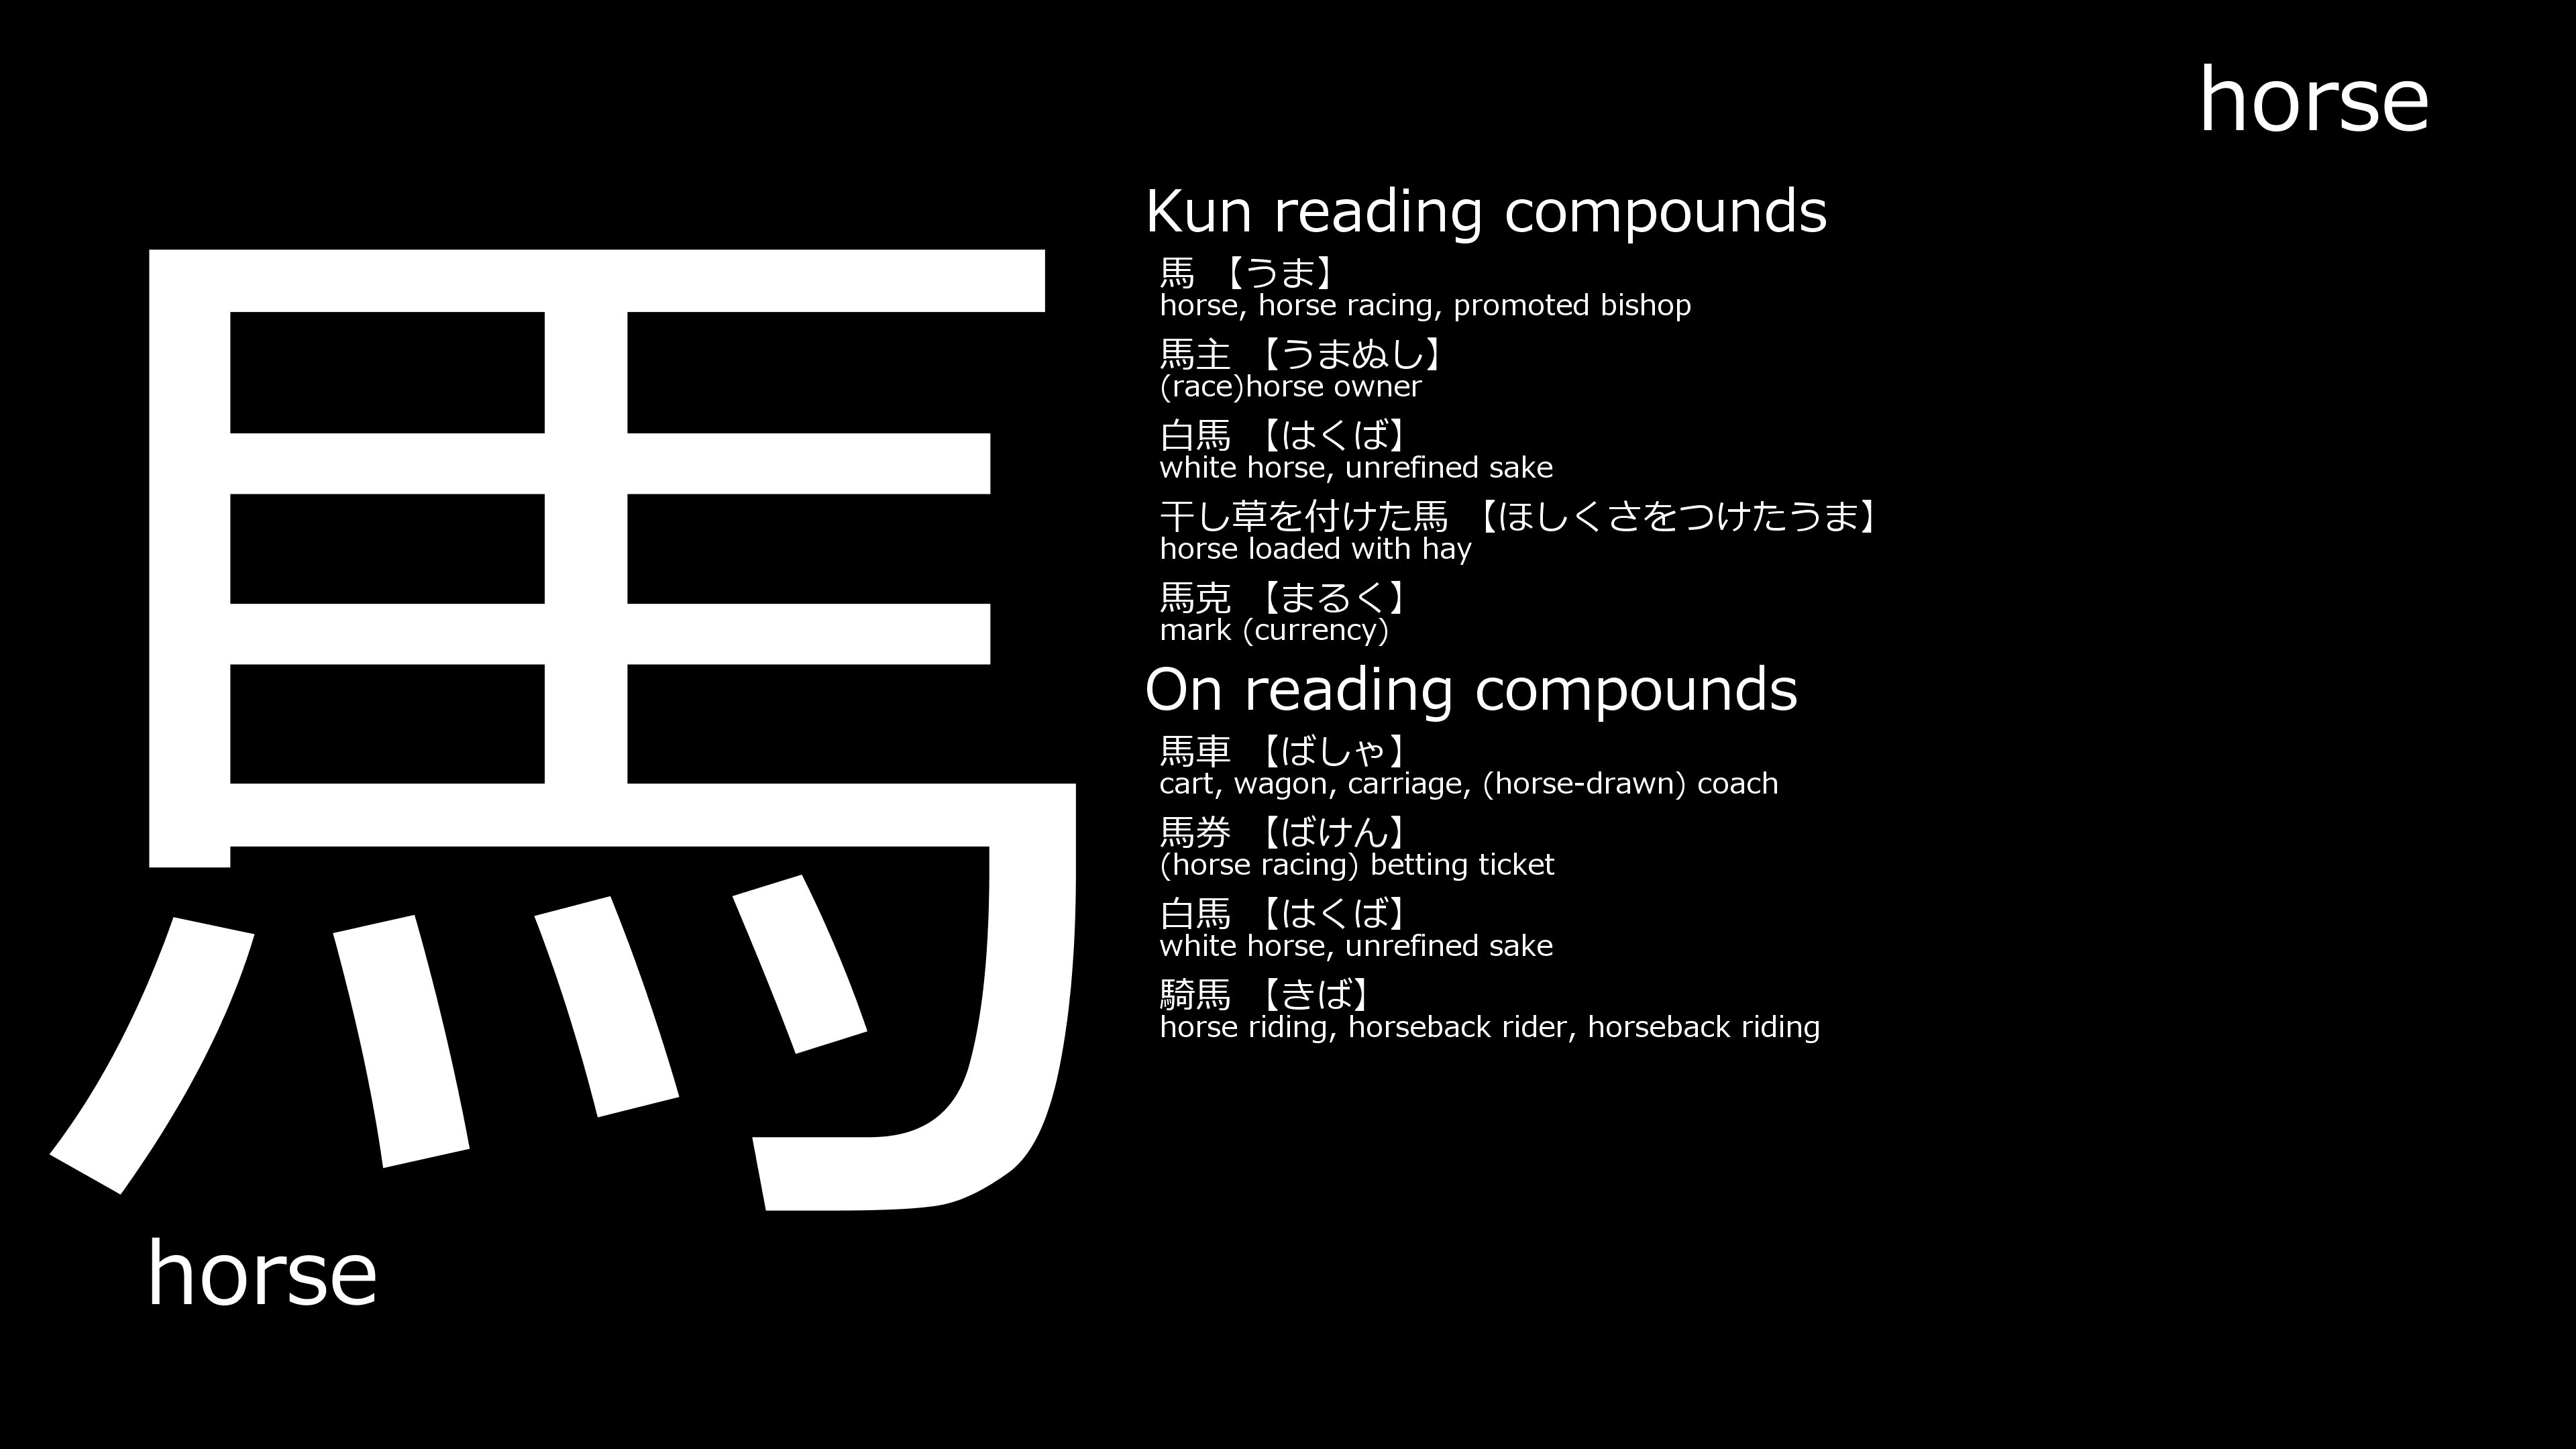 horse
馬
horse
Kun reading compounds
馬 【うま】
horse, horse racing, promoted bishop
馬主 【うまぬし】
(race)horse owner
白馬 【はくば】
white horse, unrefined sake
干し草を付けた馬 【ほしくさをつけたうま】
horse loaded with hay
馬克 【まるく】
mark (currency)
On reading compounds
馬車 【ばしゃ】
cart, wagon, carriage, (horse-drawn) coach
馬券 【ばけん】
(horse racing) betting ticket
白馬 【はくば】
white horse, unrefined sake
騎馬 【きば】
horse riding, horseback rider, horseback riding